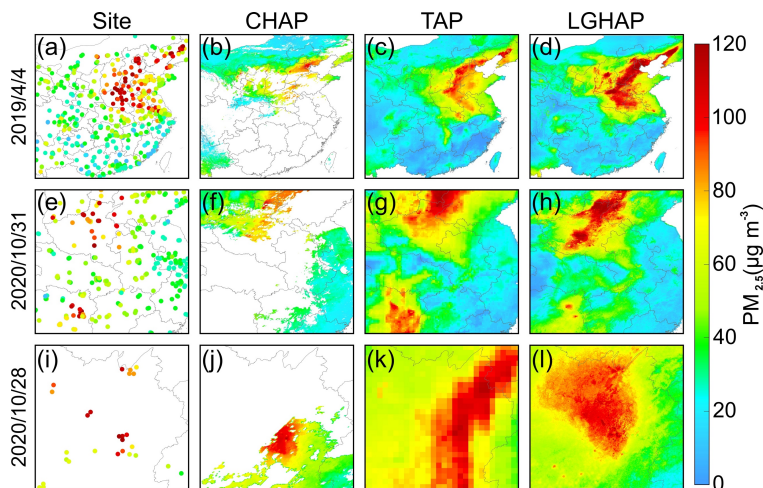 Site CHAP TAP LGHAP
2019/4/4 (a) (b) (c) (d)
2020/10/31 (e) (f) (g) (h)
2020/10/28 (i) (j) (k) (l)
120
100
80
60
40
20
0
PM2.5(μg m-3)